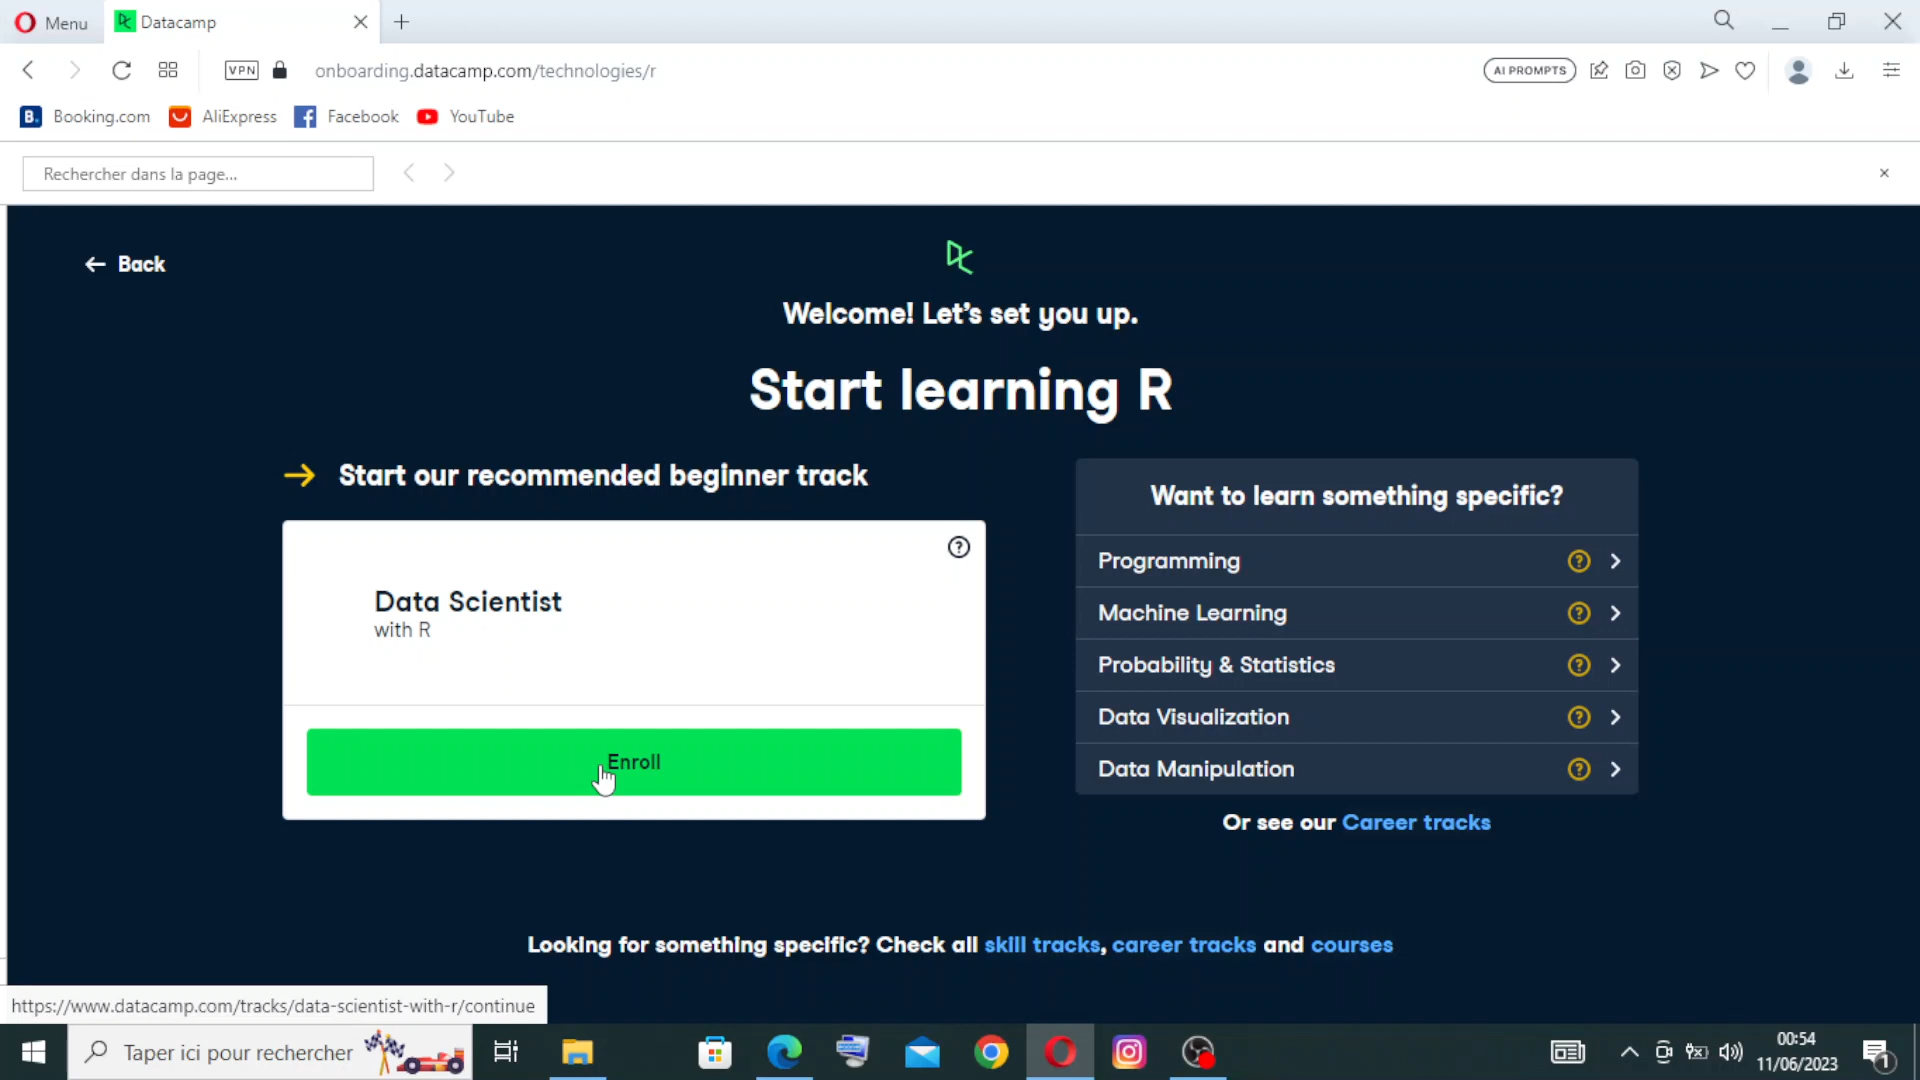 Menu
Datacamp
VPN
onboarding.datacamp.com/technologies/r
AI PROMPTS
B.
Booking.com
AliExpress
Facebook
YouTube
Rechercher dans la page...
Back
Welcome! Let's set you up.
Start learning R
Start our recommended beginner track
Data Scientist
with R
Enroll
Want to learn something specific?
Programming
Machine Learning
Probability & Statistics
Data Visualization
Data Manipulation
Or see our Career tracks
Looking for something specific? Check all skill tracks, career tracks and courses
https://www.datacamp.com/tracks/data-scientist-with-r/continue
Taper ici pour rechercher
00:54
11/06/2023
1